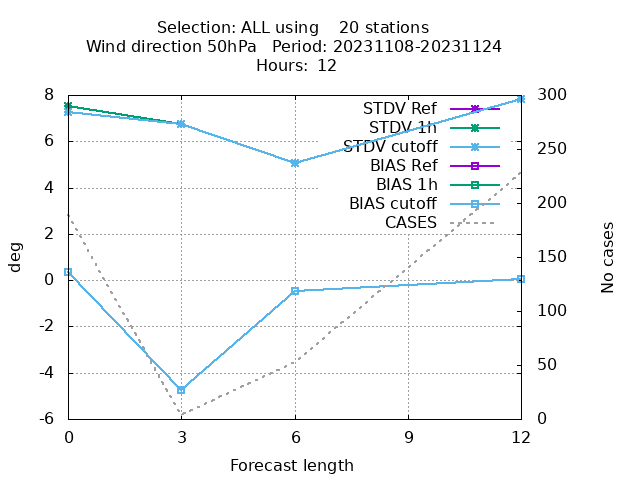 Selection: ALL using    20 stations
Wind direction 50hPa   Period: 20231108-20231124
Hours: 12
8
6
4
2
0
-2
-4
-6
deg
300
250
200
150
100
50
0
No cases
STDV Ref
STDV 1h
STDV cutoff
BIAS Ref
BIAS 1h
BIAS cutoff
CASES
0 3 6 9 12
Forecast length